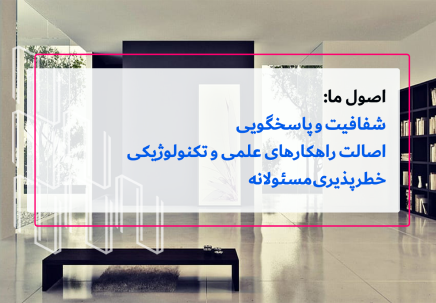 اصول ما:
شفافیت و پاسخگویی
اصالت راهکارهای علمی و تکنولوژیکی
خطرپذیری مسئولانه